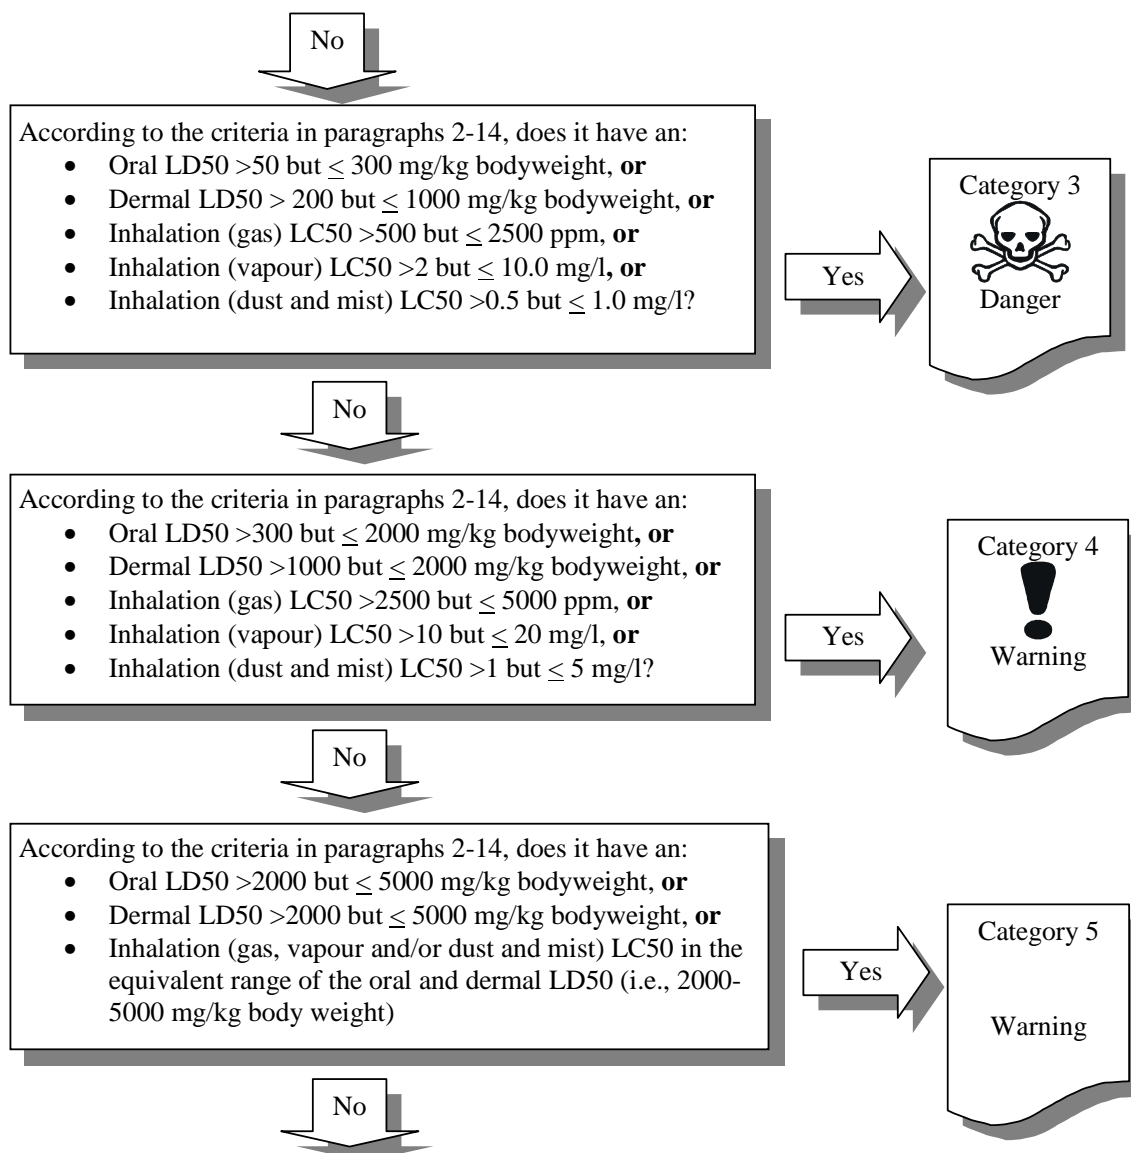 No
According to the criteria in paragraphs 2-14, does it have an:
• Oral LD50 >50 but ≤ 300 mg/kg bodyweight, or
• Dermal LD50 > 200 but ≤ 1000 mg/kg bodyweight, or
• Inhalation (gas) LC50 >500 but ≤ 2500 ppm, or
• Inhalation (vapour) LC50 >2 but ≤ 10.0 mg/l, or
• Inhalation (dust and mist) LC50 >0.5 but ≤ 1.0 mg/l?
Yes
Category 3
Danger
No
According to the criteria in paragraphs 2-14, does it have an:
• Oral LD50 >300 but ≤ 2000 mg/kg bodyweight, or
• Dermal LD50 >1000 but ≤ 2000 mg/kg bodyweight, or
• Inhalation (gas) LC50 >2500 but ≤ 5000 ppm, or
• Inhalation (vapour) LC50 >10 but ≤ 20 mg/l, or
• Inhalation (dust and mist) LC50 >1 but ≤ 5 mg/l?
Yes
Category 4
Warning
No
According to the criteria in paragraphs 2-14, does it have an:
• Oral LD50 >2000 but ≤ 5000 mg/kg bodyweight, or
• Dermal LD50 >2000 but ≤ 5000 mg/kg bodyweight, or
• Inhalation (gas, vapour and/or dust and mist) LC50 in the
equivalent range of the oral and dermal LD50 (i.e., 2000-
5000 mg/kg body weight)
Yes
Category 5
Warning
No